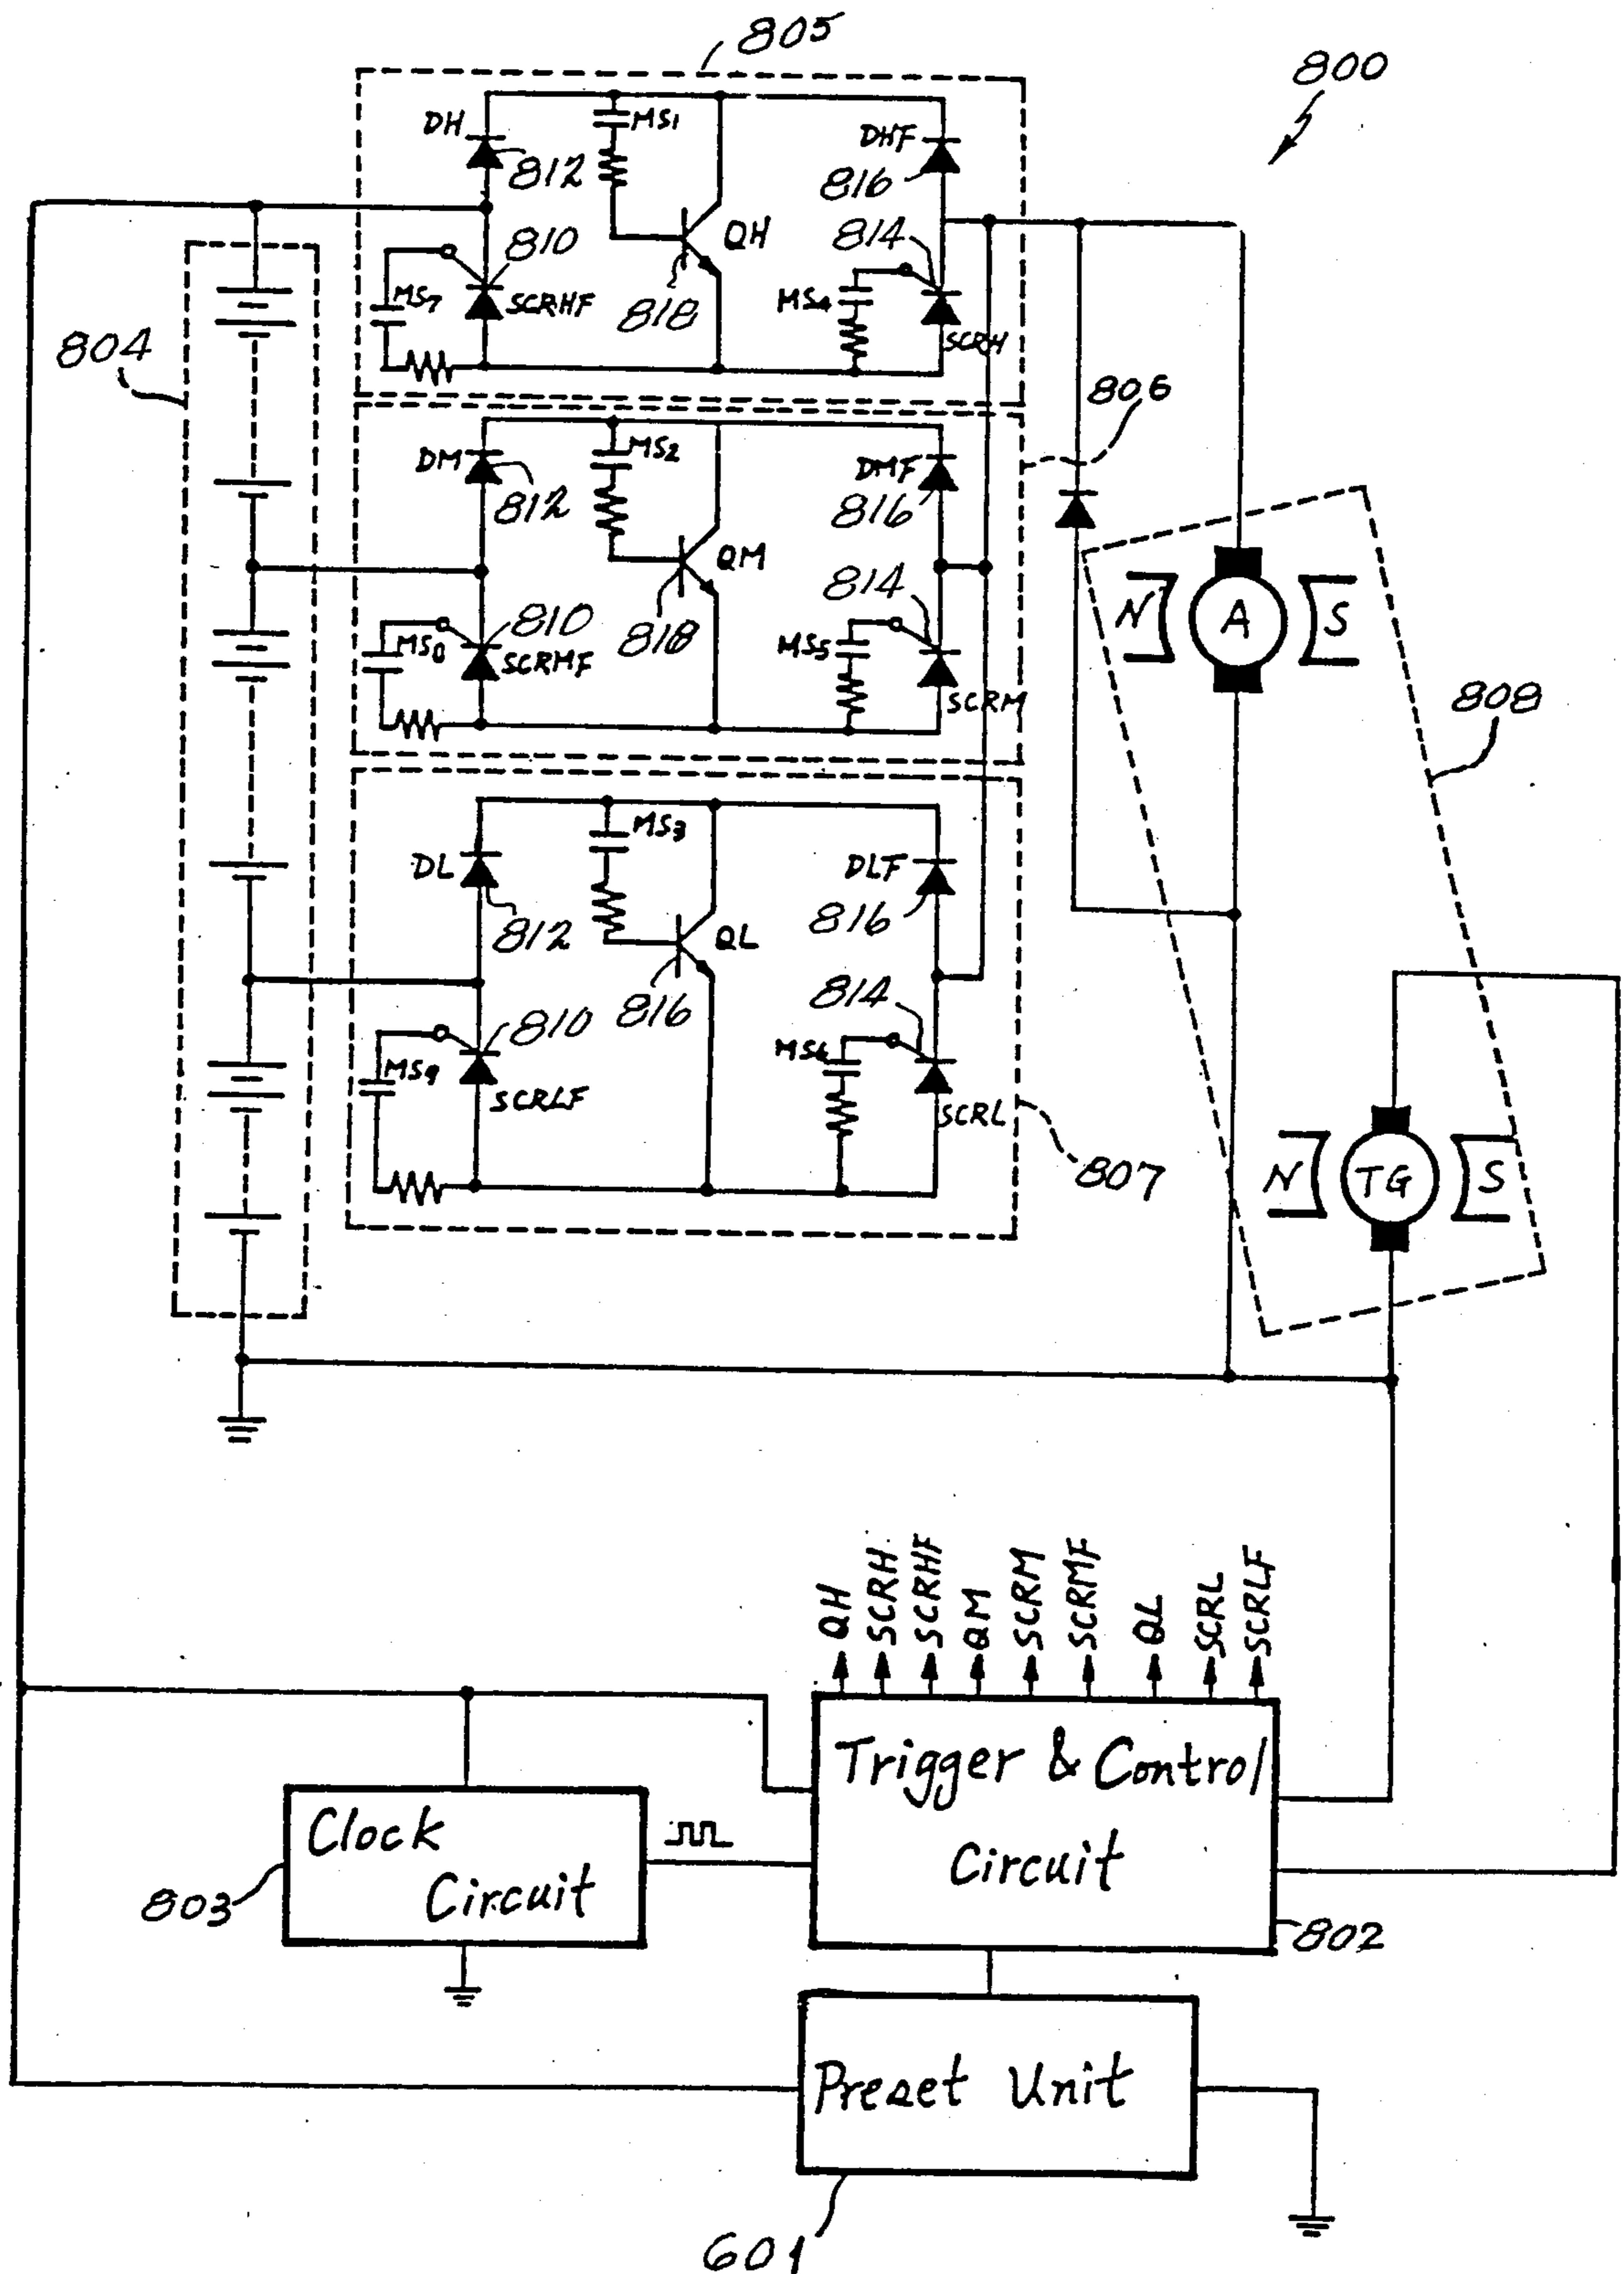 805
800
DH
812
MS1
DHF
816
QH
810
814
MS7
SCRHF
818
MS4
SCRH
804
806
DM
812
MS2
DMF
816
QM
810
814
MS8
SCRMF
818
MS5
SCRM
N
A
S
808
DL
812
MS3
DLF
816
QL
816
810
814
MS9
SCRLF
MS6
SCRL
807
N
TG
S
QH
SCRH
SCRHF
QM
SCRM
SCRMF
QL
SCRL
SCRLF
Trigger & Control
Circuit
802
Clock
Circuit
803
Preset Unit
601